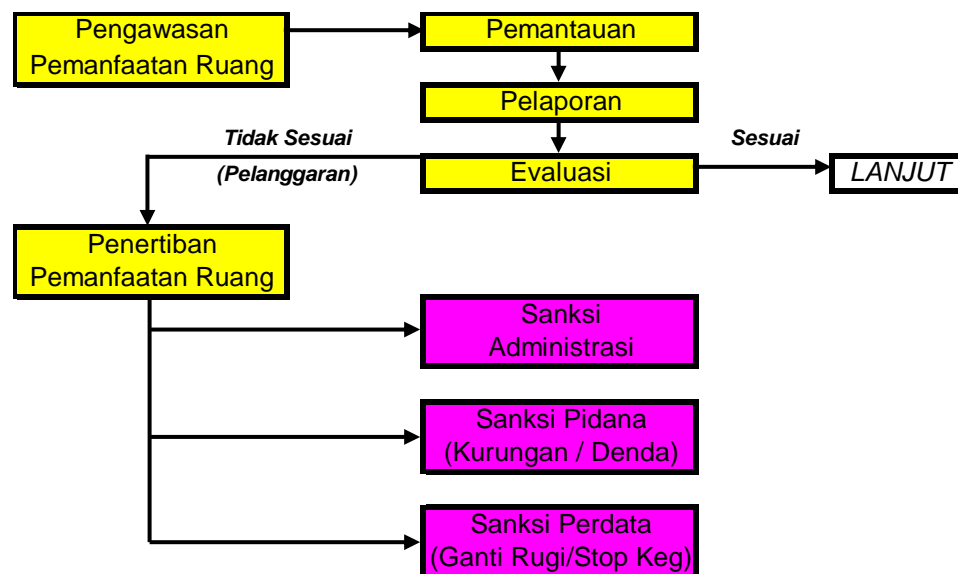 Pengawasan
Pemanfaatan Ruang
Pemantauan
Pelaporan
Tidak Sesuai
(Pelanggaran)
Evaluasi
Sesuai
LANJUT
Penertiban
Pemanfaatan Ruang
Sanksi
Administrasi
Sanksi Pidana
(Kurungan / Denda)
Sanksi Perdata
(Ganti Rugi/Stop Keg)